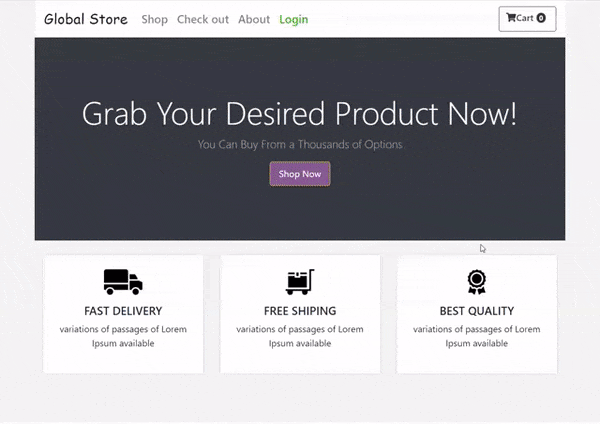 Global Store Shop Check out About Login Cart 0
Grab Your Desired Product Now!
You Can Buy From a Thousands of Options
Shop Now
FAST DELIVERY
variations of passages of Lorem
Ipsum available
FREE SHIPING
variations of passages of Lorem
Ipsum available
BEST QUALITY
variations of passages of Lorem
Ipsum available